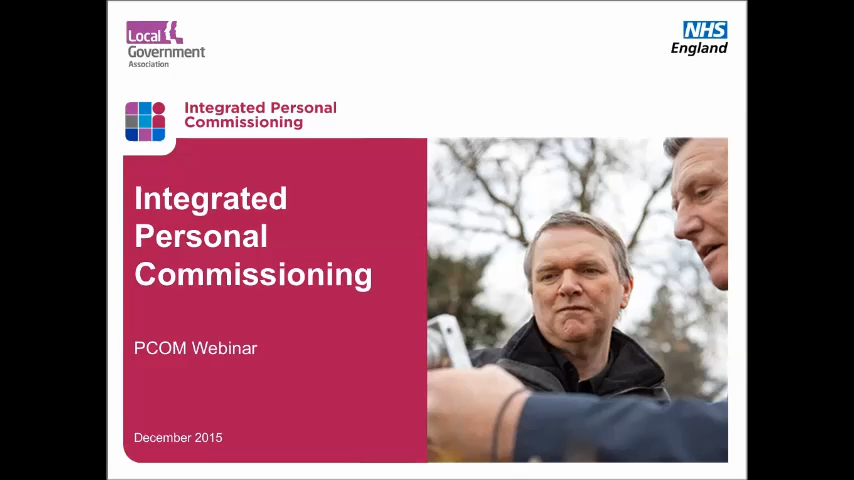 Local
Government
Association
NHS
England
Integrated Personal
Commissioning
Integrated
Personal
Commissioning
PCOM Webinar
December 2015